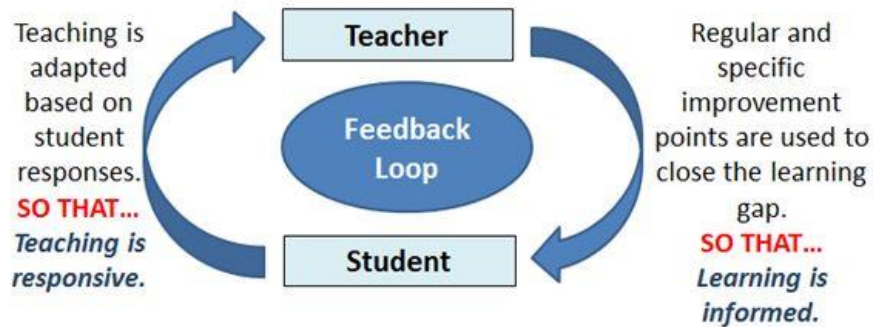 Teaching is
adapted
based on
student
responses.
SO THAT...
Teaching is
responsive.
Teacher
Feedback
Loop
Student
Regular and
specific
improvement
points are used to
close the learning
gap.
SO THAT...
Learning is
informed.